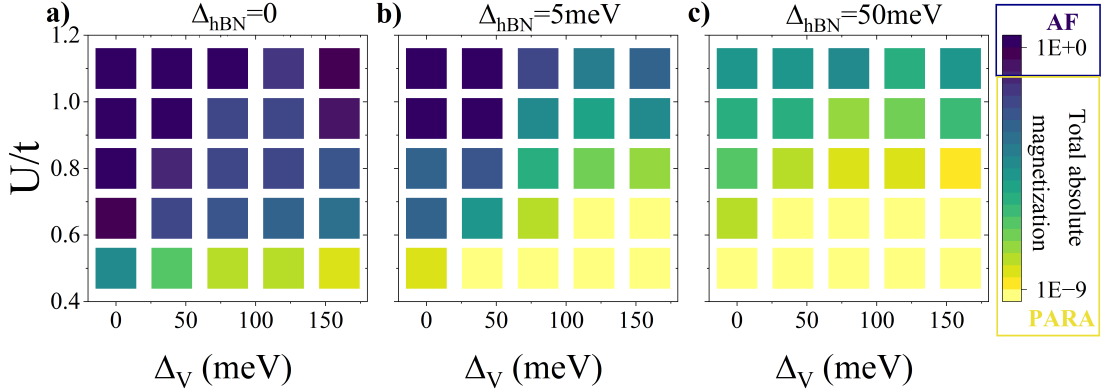 a) Δ_hBN=0
b) Δ_hBN=5meV
c) Δ_hBN=50meV
U/t
1.2
1.0
0.8
0.6
0.4
0 50 100 150
0 50 100 150
0 50 100 150
Δ_V (meV)
Δ_V (meV)
Δ_V (meV)
AF
1E+0
Total absolute
magnetization
1E−9
PARA